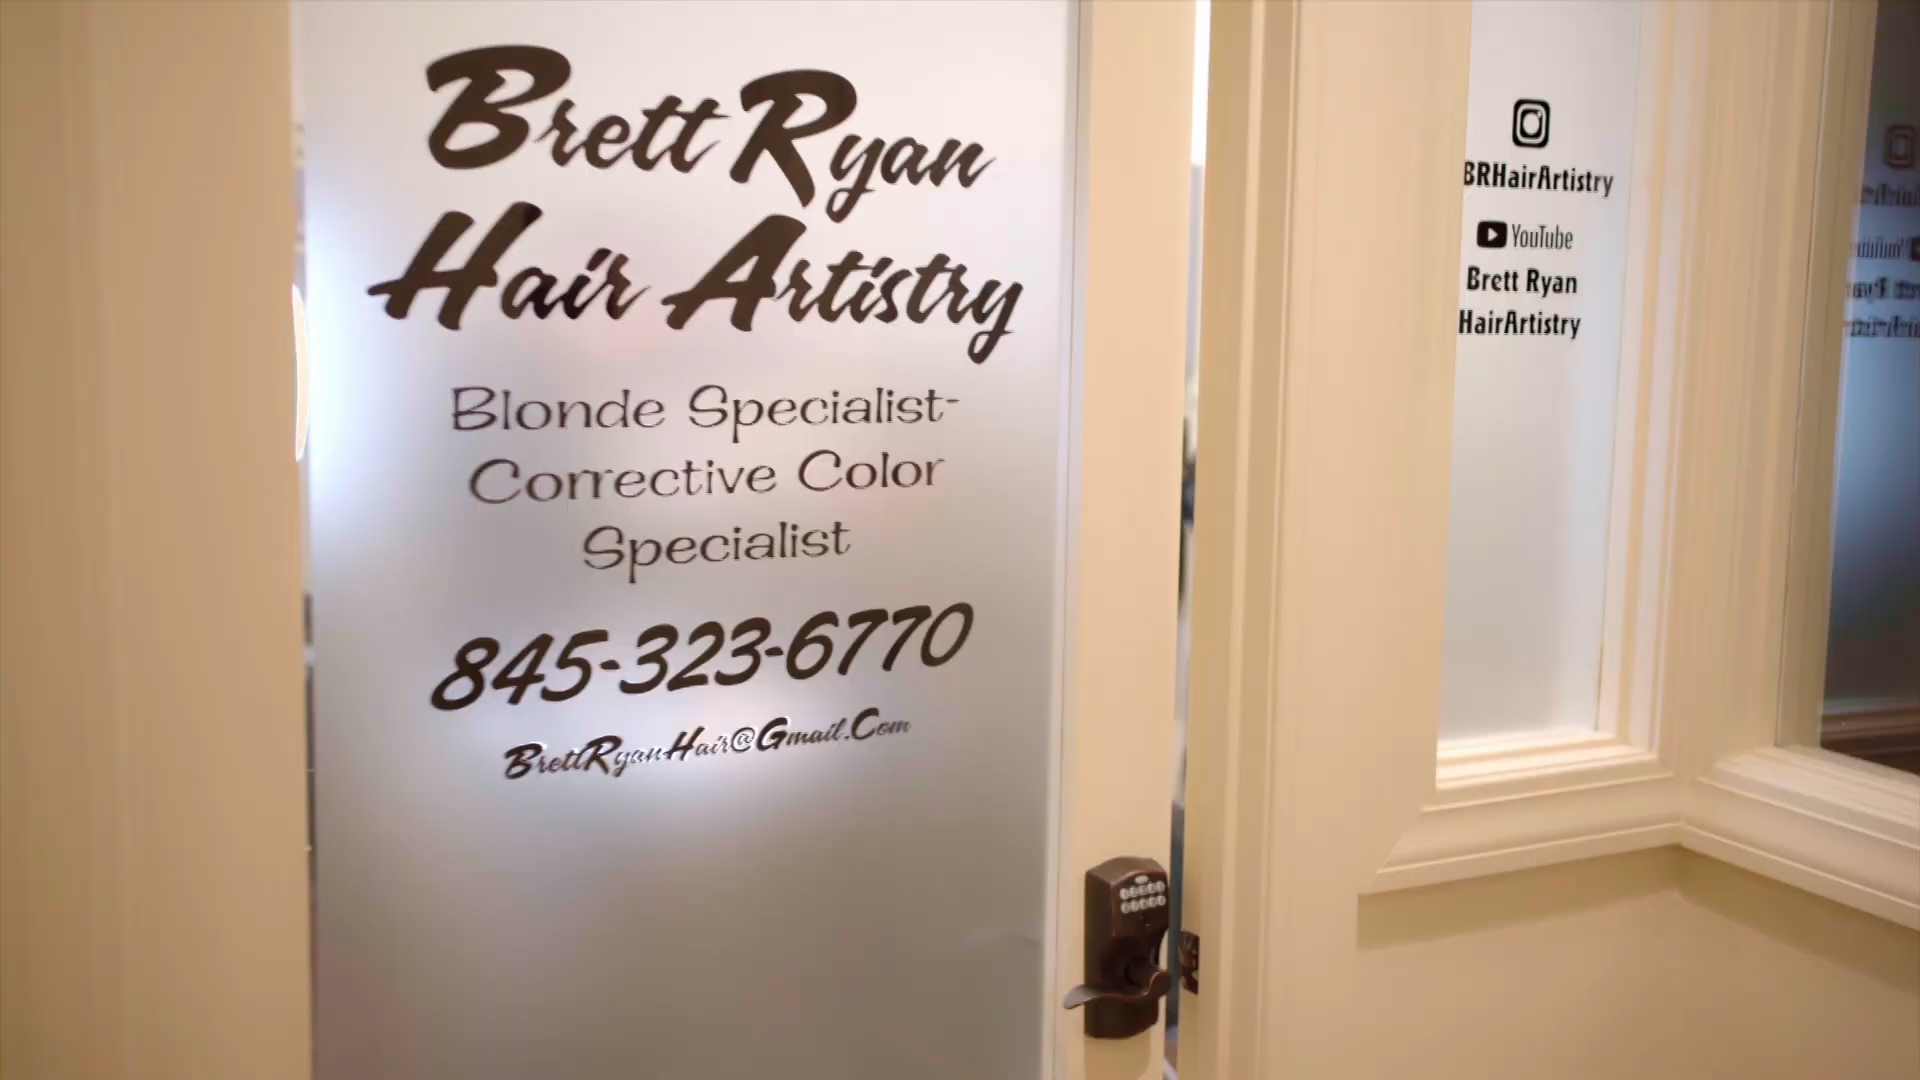 Brett Ryan
Hair Artistry
Blonde Specialist-
Corrective Color
Specialist
845-323-6770
BrettRyanHair@Gmail.Com
BRHairArtistry
YouTube
Brett Ryan
HairArtistry